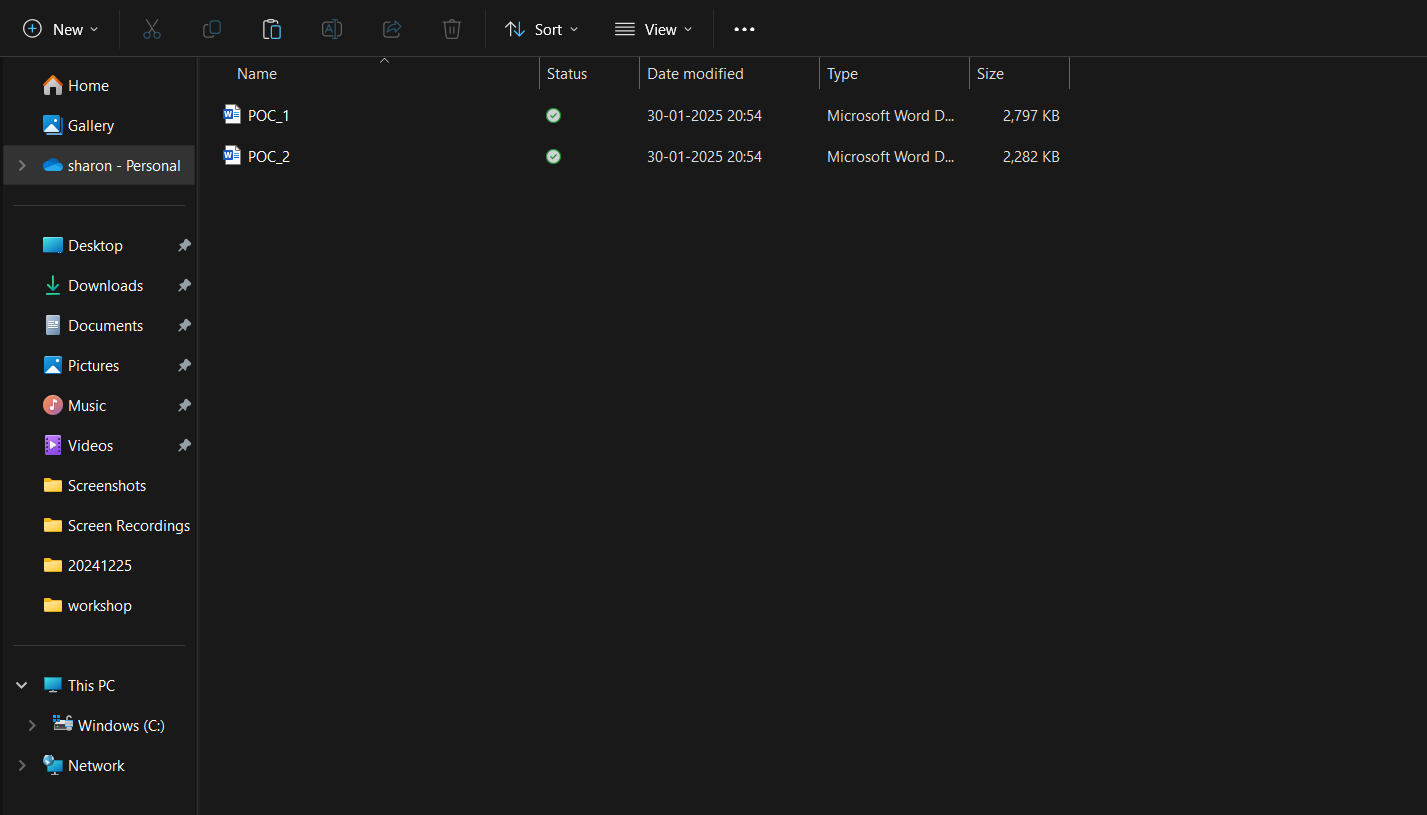 New Sort View
Name Status Date modified Type Size
POC_1 30-01-2025 20:54 Microsoft Word D... 2,797 KB
POC_2 30-01-2025 20:54 Microsoft Word D... 2,282 KB
Home
Gallery
sharon - Personal
Desktop
Downloads
Documents
Pictures
Music
Videos
Screenshots
Screen Recordings
20241225
workshop
This PC
Windows (C:)
Network